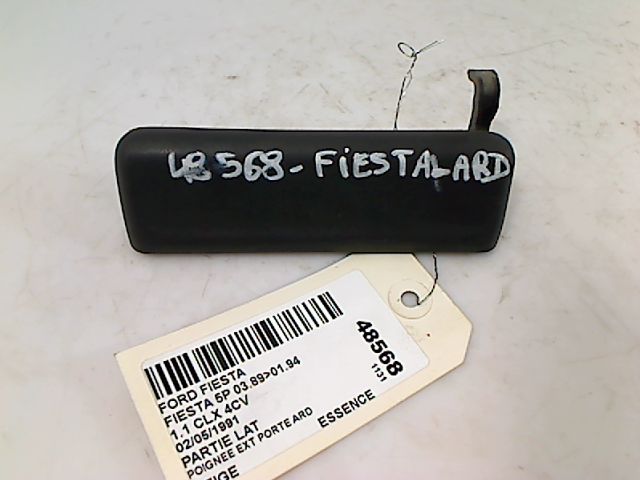 48568-FIESTA ARD
48568
1131
FORD FIESTA
FIESTA 5P 03.89>01.94
1.1 CLX 4CV
02/05/1991
PARTIE LAT
POIGNEE EXT PORTE ARD
ESSENCE